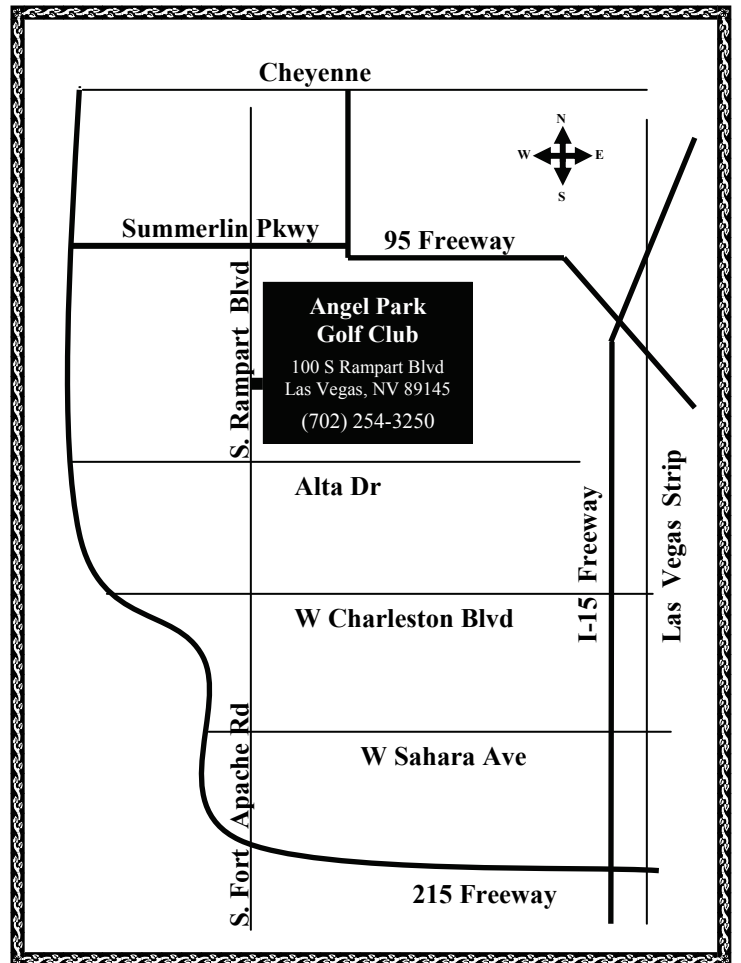 Cheyenne
N
W E
S
Summerlin Pkwy
95 Freeway
S. Rampart Blvd
Angel Park
Golf Club
100 S Rampart Blvd
Las Vegas, NV 89145
(702) 254-3250
Alta Dr
I-15 Freeway
Las Vegas Strip
W Charleston Blvd
S. Fort Apache Rd
W Sahara Ave
215 Freeway